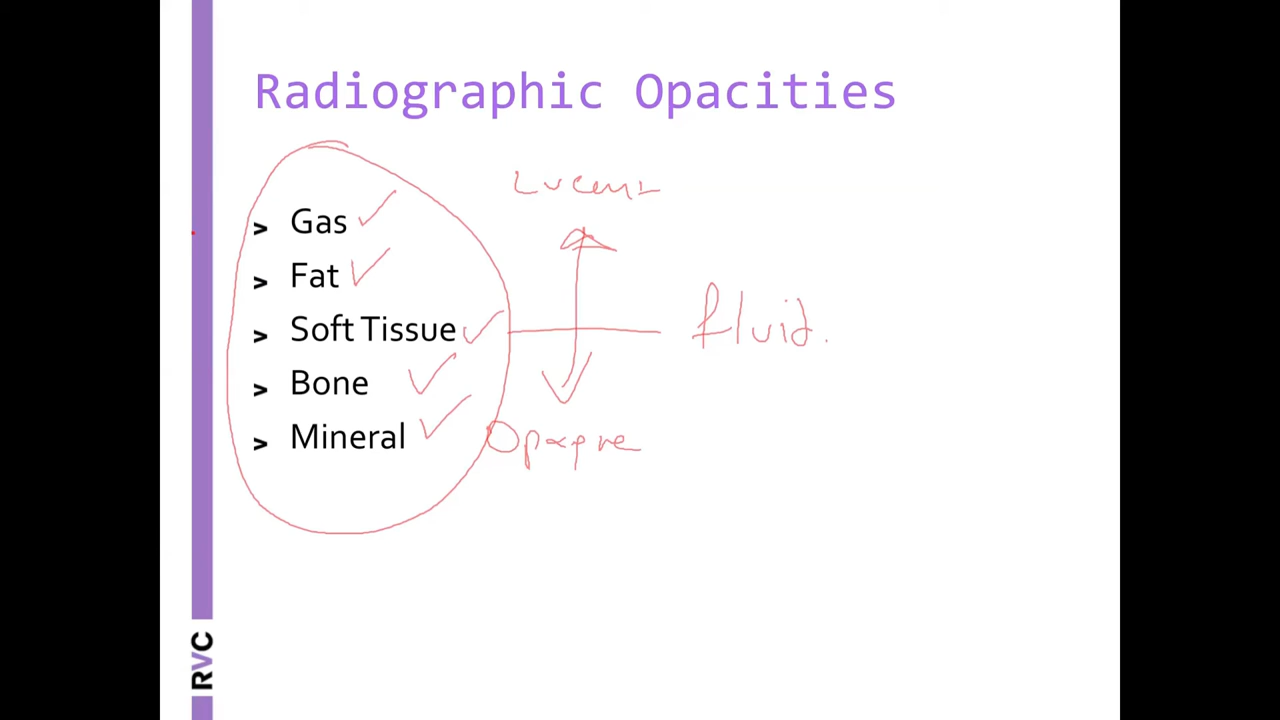 Radiographic Opacities
Lucent
> Gas
> Fat
> Soft Tissue
fluid.
> Bone
> Mineral
Opaque
RVC